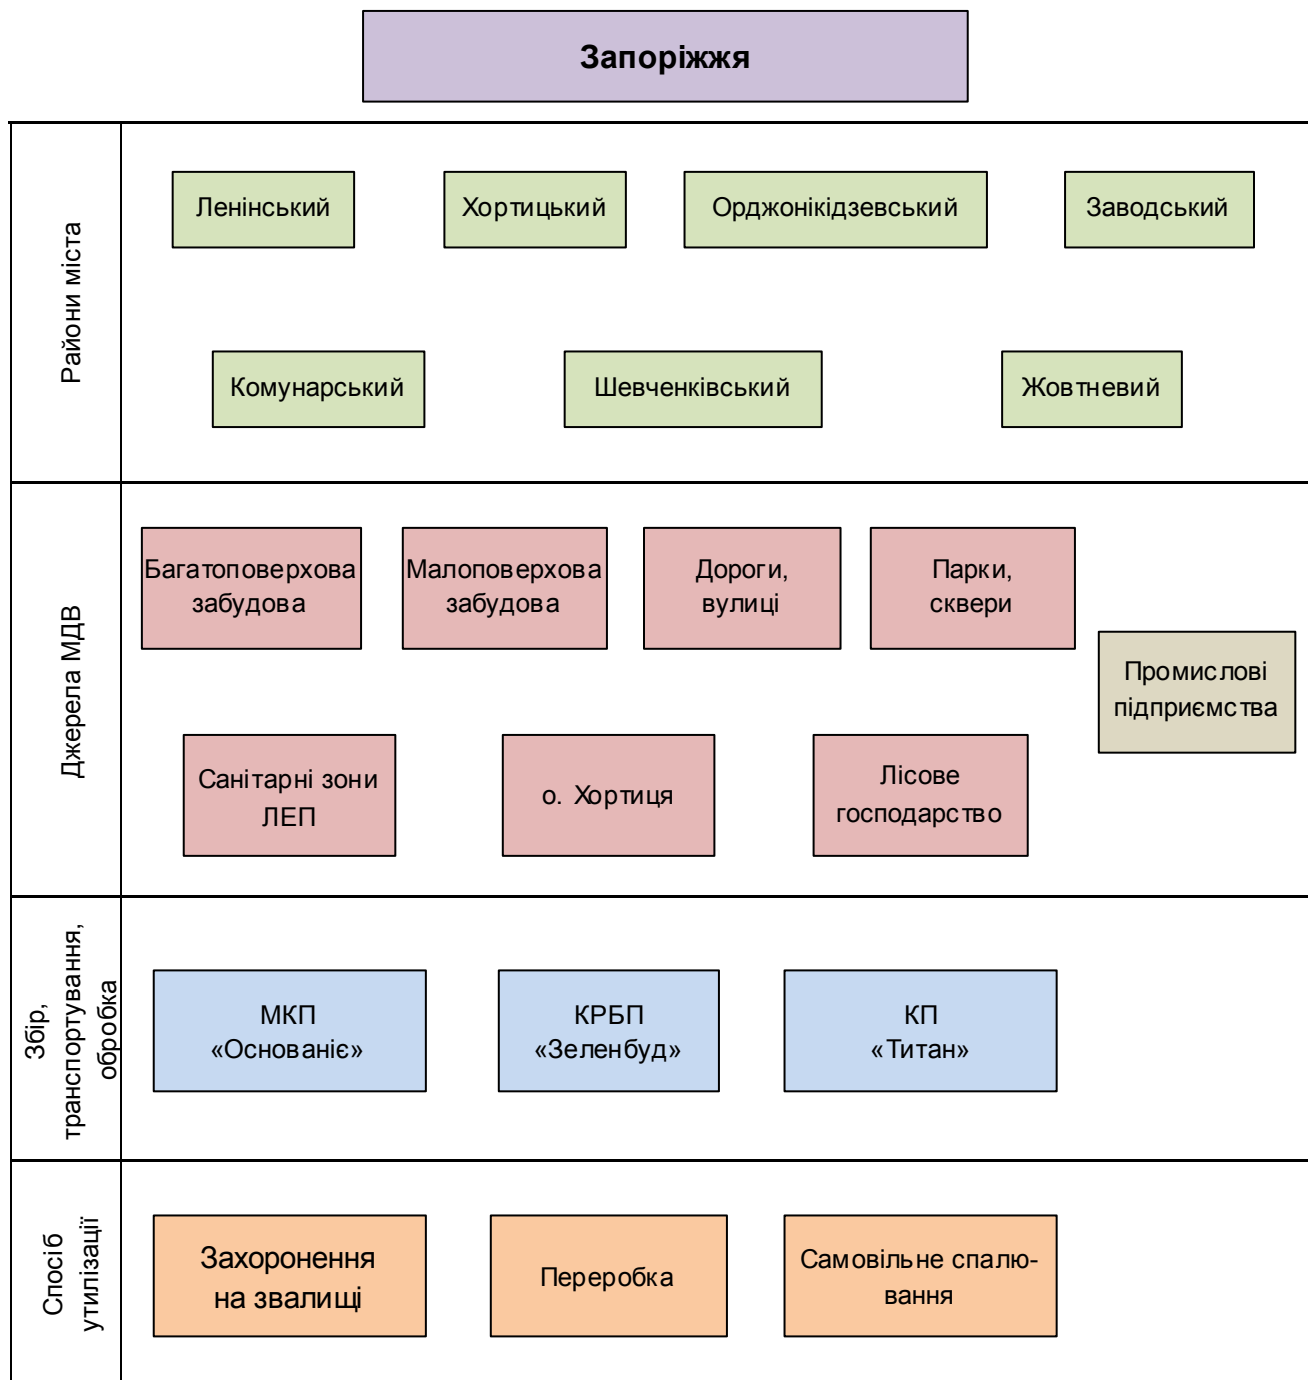 Запоріжжя
Райони міста
Ленінський
Хортицький
Орджонікідзевський
Заводський
Комунарський
Шевченківський
Жовтневий
Джерела МДВ
Багатоповерхова
забудова
Малоповерхова
забудова
Дороги,
вулиці
Парки,
сквери
Промислові
підприємства
Санітарні зони
ЛЕП
о. Хортиця
Лісове
господарство
Збір,
транспортування,
обробка
МКП
«Основаніє»
КРБП
«Зеленбуд»
КП
«Титан»
Спосіб
утилізації
Захоронення
на звалищі
Переробка
Самовільне спалю-
вання